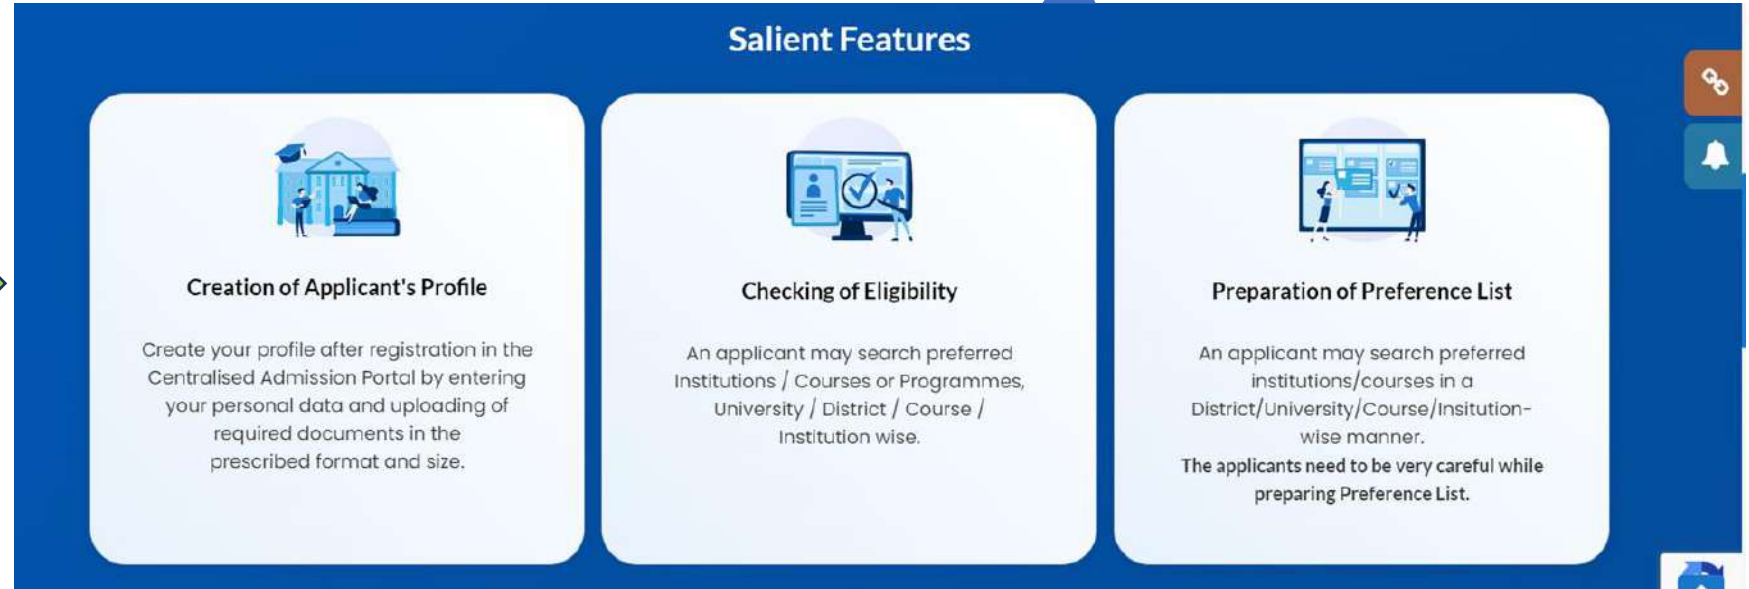 Salient Features
Creation of Applicant's Profile
Create your profile after registration in the
Centralised Admission Portal by entering
your personal data and uploading of
required documents in the
prescribed format and size.
Checking of Eligibility
An applicant may search preferred
Institutions / Courses or Programmes,
University / District / Course /
Institution wise.
Preparation of Preference List
An applicant may search preferred
institutions/courses in a
District/University/Course/Insitution-
wise manner.
The applicants need to be very careful while
preparing Preference List.